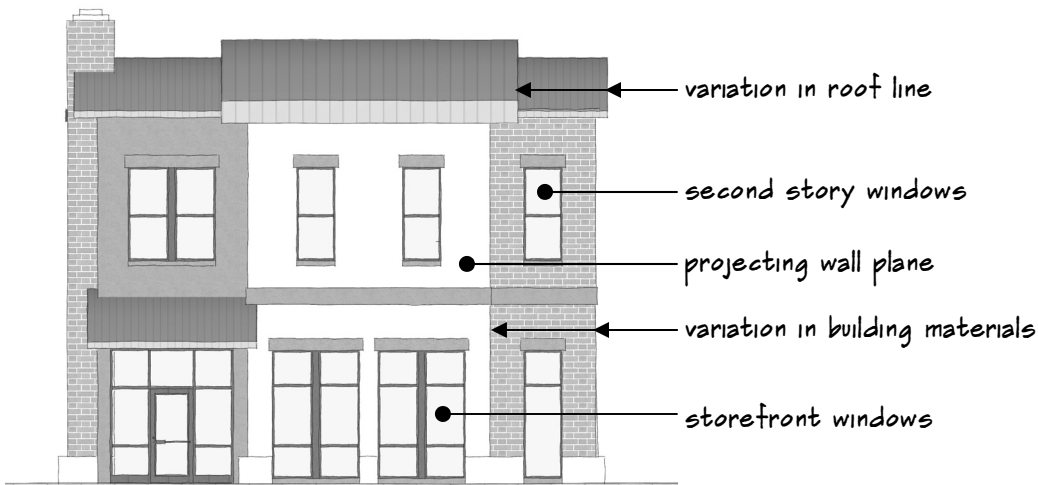 variation in roof line
second story windows
projecting wall plane
variation in building materials
storefront windows